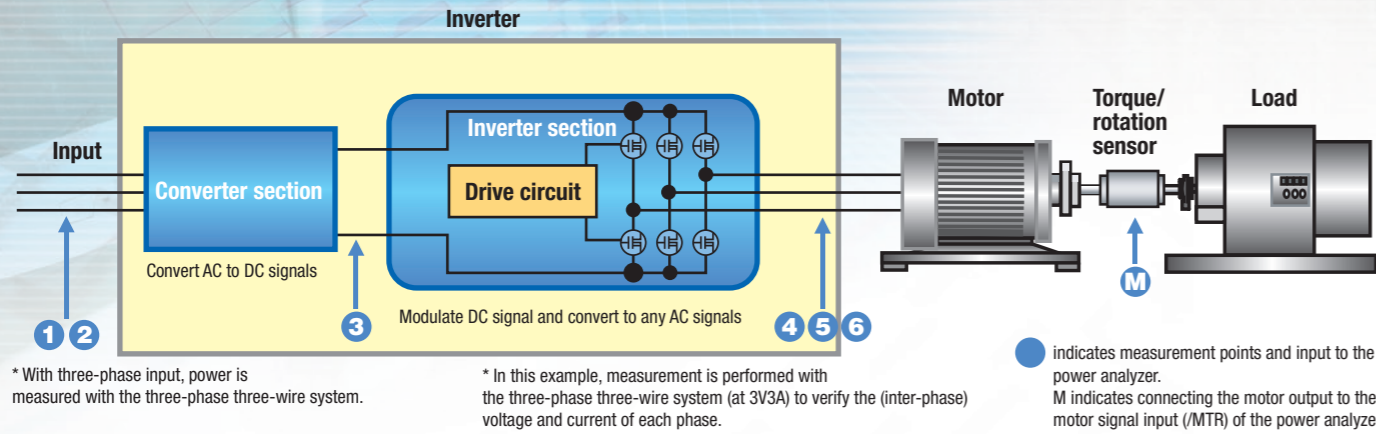 Inverter
Input
Converter section
Convert AC to DC signals
Inverter section
Drive circuit
Modulate DC signal and convert to any AC signals
Motor
Torque/
rotation
sensor
Load
1 2
3
4 5 6
M
* With three-phase input, power is
measured with the three-phase three-wire system.
* In this example, measurement is performed with
the three-phase three-wire system (at 3V3A) to verify the (inter-phase)
voltage and current of each phase.
indicates measurement points and input to the
power analyzer.
M indicates connecting the motor output to the
motor signal input (/MTR) of the power analyze